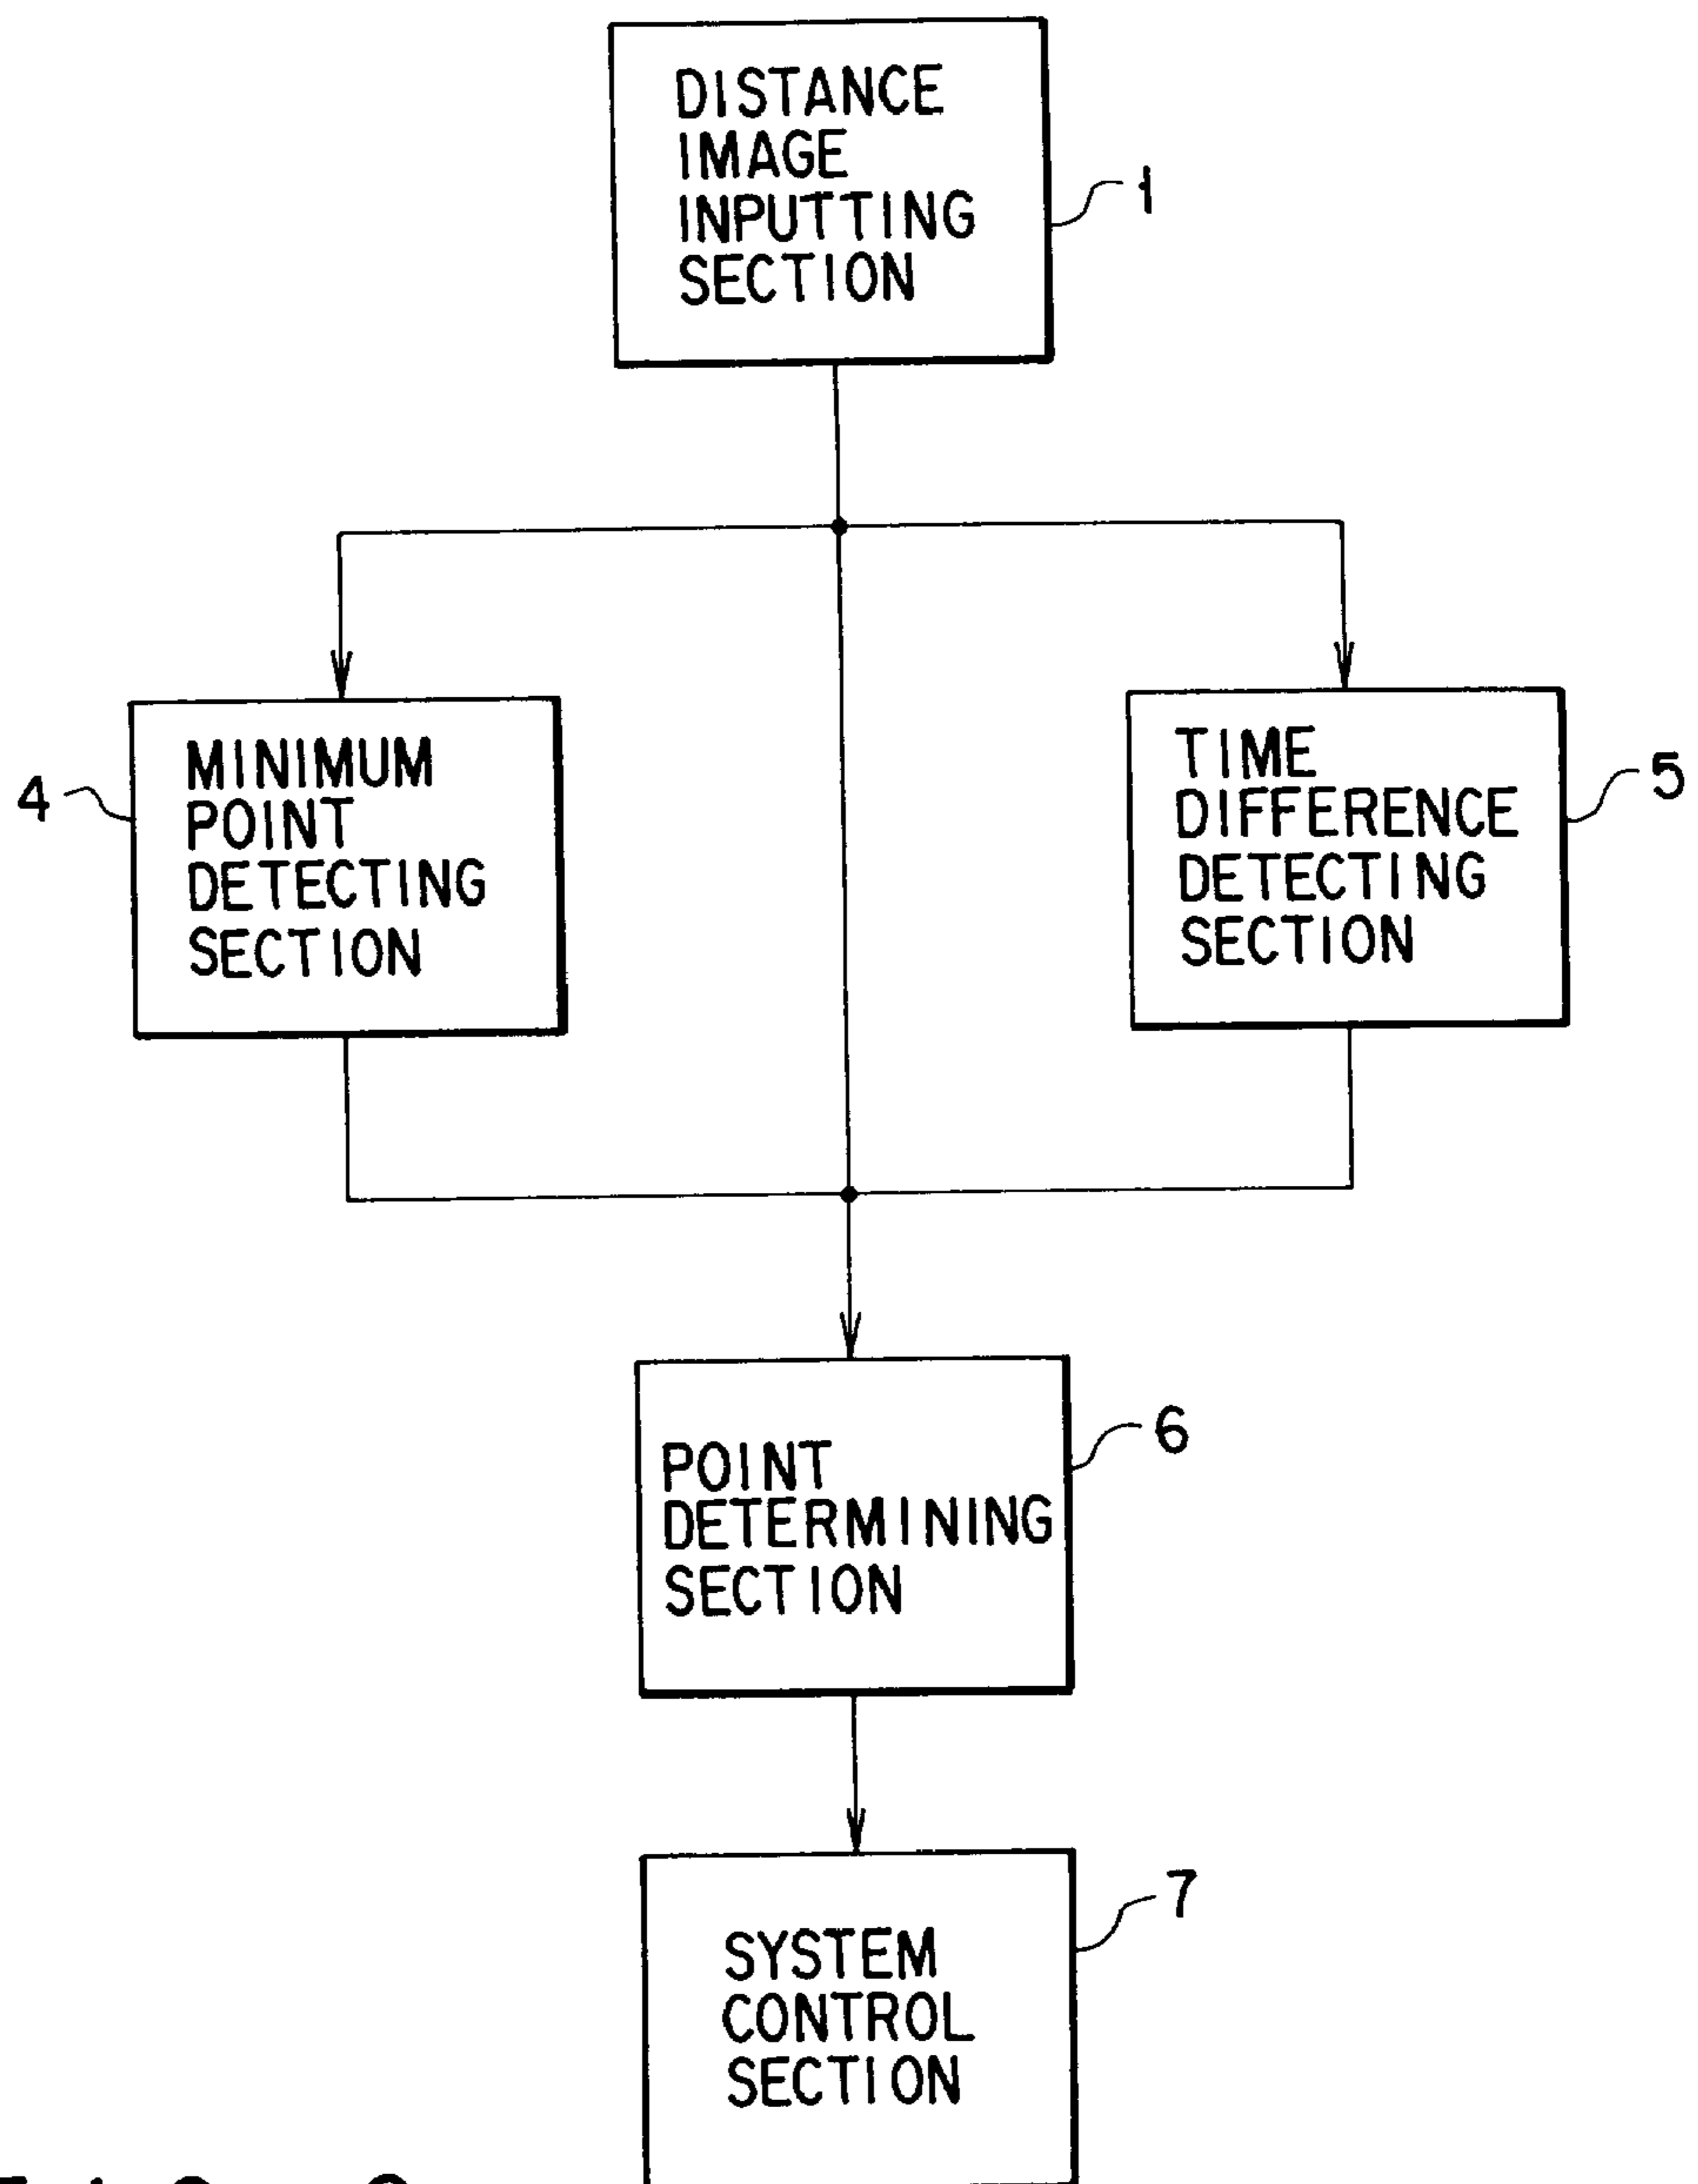 DISTANCE
IMAGE
INPUTTING
SECTION
1
4
MINIMUM
POINT
DETECTING
SECTION
TIME
DIFFERENCE
DETECTING
SECTION
5
6
POINT
DETERMINING
SECTION
7
SYSTEM
CONTROL
SECTION